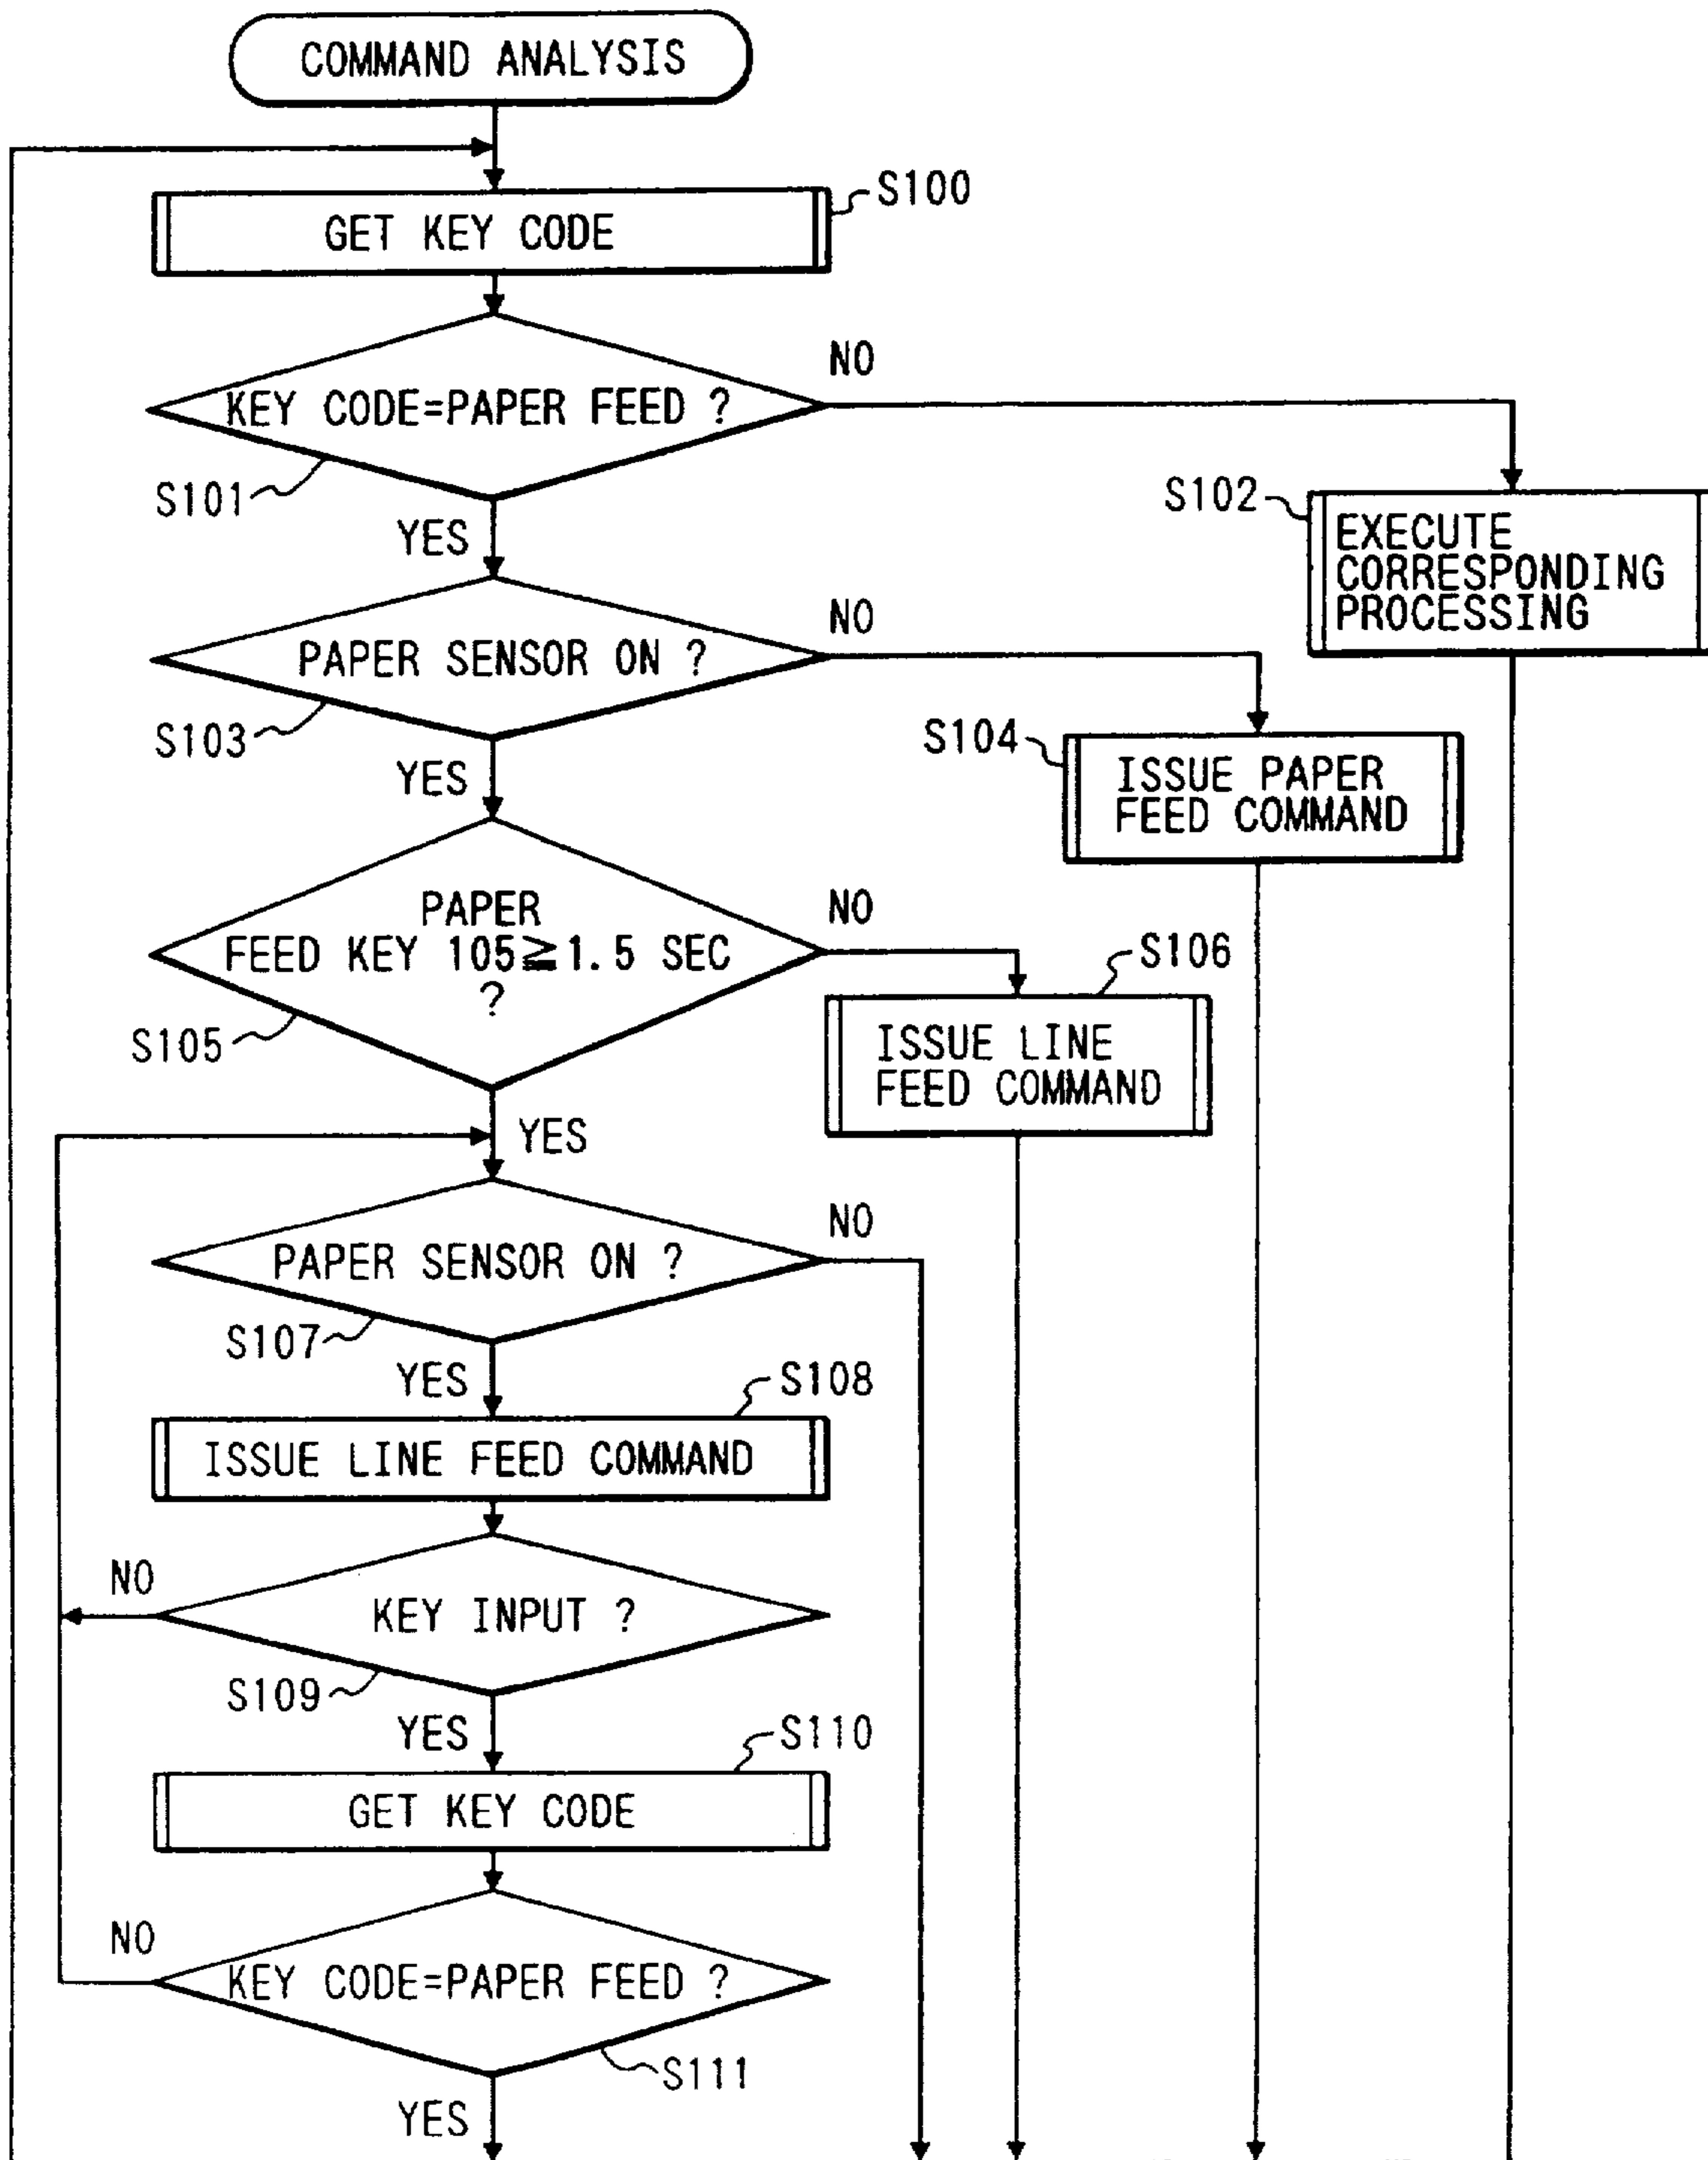 COMMAND ANALYSIS
S100
GET KEY CODE
NO
KEY CODE=PAPER FEED ?
S101
YES
S102
EXECUTE
CORRESPONDING
PROCESSING
NO
PAPER SENSOR ON ?
S103
YES
S104
ISSUE PAPER
FEED COMMAND
PAPER
FEED KEY 105≧1.5 SEC
?
NO
S105
S106
ISSUE LINE
FEED COMMAND
YES
NO
PAPER SENSOR ON ?
S107
YES
S108
ISSUE LINE FEED COMMAND
NO
KEY INPUT ?
S109
YES
S110
GET KEY CODE
NO
KEY CODE=PAPER FEED ?
S111
YES